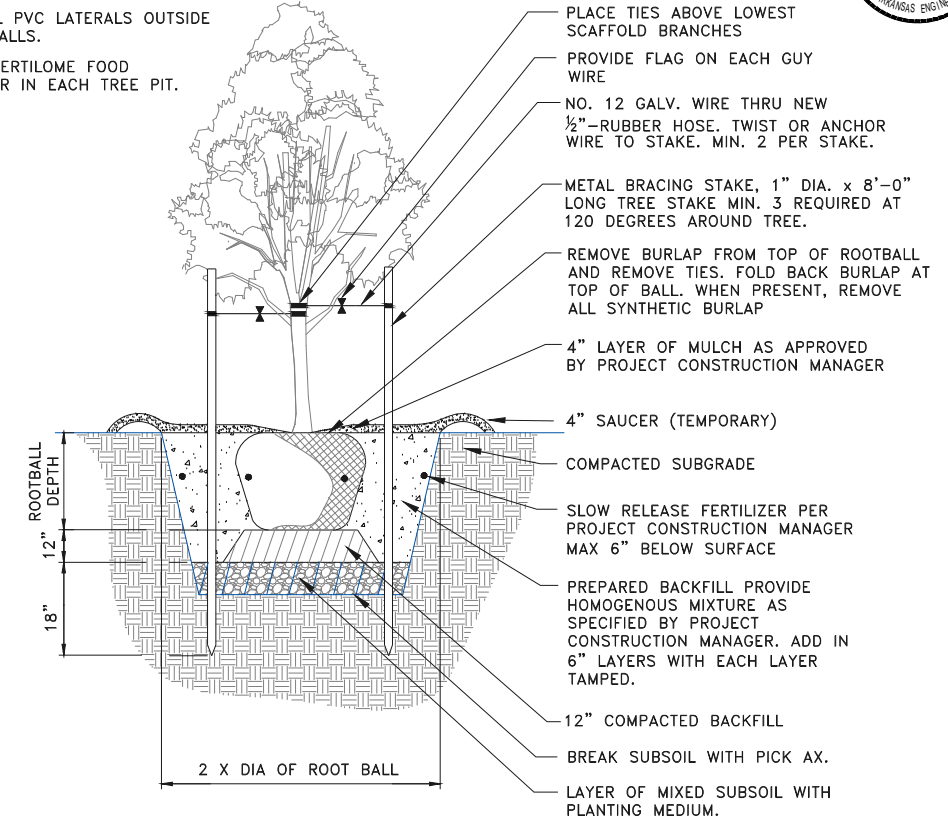 L PVC LATERALS OUTSIDE
ALLS.
ERTILOME FOOD
R IN EACH TREE PIT.
RKANSAS ENGINE
PLACE TIES ABOVE LOWEST
SCAFFOLD BRANCHES
PROVIDE FLAG ON EACH GUY
WIRE
NO. 12 GALV. WIRE THRU NEW
½"-RUBBER HOSE. TWIST OR ANCHOR
WIRE TO STAKE. MIN. 2 PER STAKE.
METAL BRACING STAKE, 1" DIA. x 8'-0"
LONG TREE STAKE MIN. 3 REQUIRED AT
120 DEGREES AROUND TREE.
REMOVE BURLAP FROM TOP OF ROOTBALL
AND REMOVE TIES. FOLD BACK BURLAP AT
TOP OF BALL. WHEN PRESENT, REMOVE
ALL SYNTHETIC BURLAP
4" LAYER OF MULCH AS APPROVED
BY PROJECT CONSTRUCTION MANAGER
4" SAUCER (TEMPORARY)
COMPACTED SUBGRADE
SLOW RELEASE FERTILIZER PER
PROJECT CONSTRUCTION MANAGER
MAX 6" BELOW SURFACE
PREPARED BACKFILL PROVIDE
HOMOGENOUS MIXTURE AS
SPECIFIED BY PROJECT
CONSTRUCTION MANAGER. ADD IN
6" LAYERS WITH EACH LAYER
TAMPED.
12" COMPACTED BACKFILL
BREAK SUBSOIL WITH PICK AX.
LAYER OF MIXED SUBSOIL WITH
PLANTING MEDIUM.
ROOTBALL
DEPTH
12"
18"
2 X DIA OF ROOT BALL